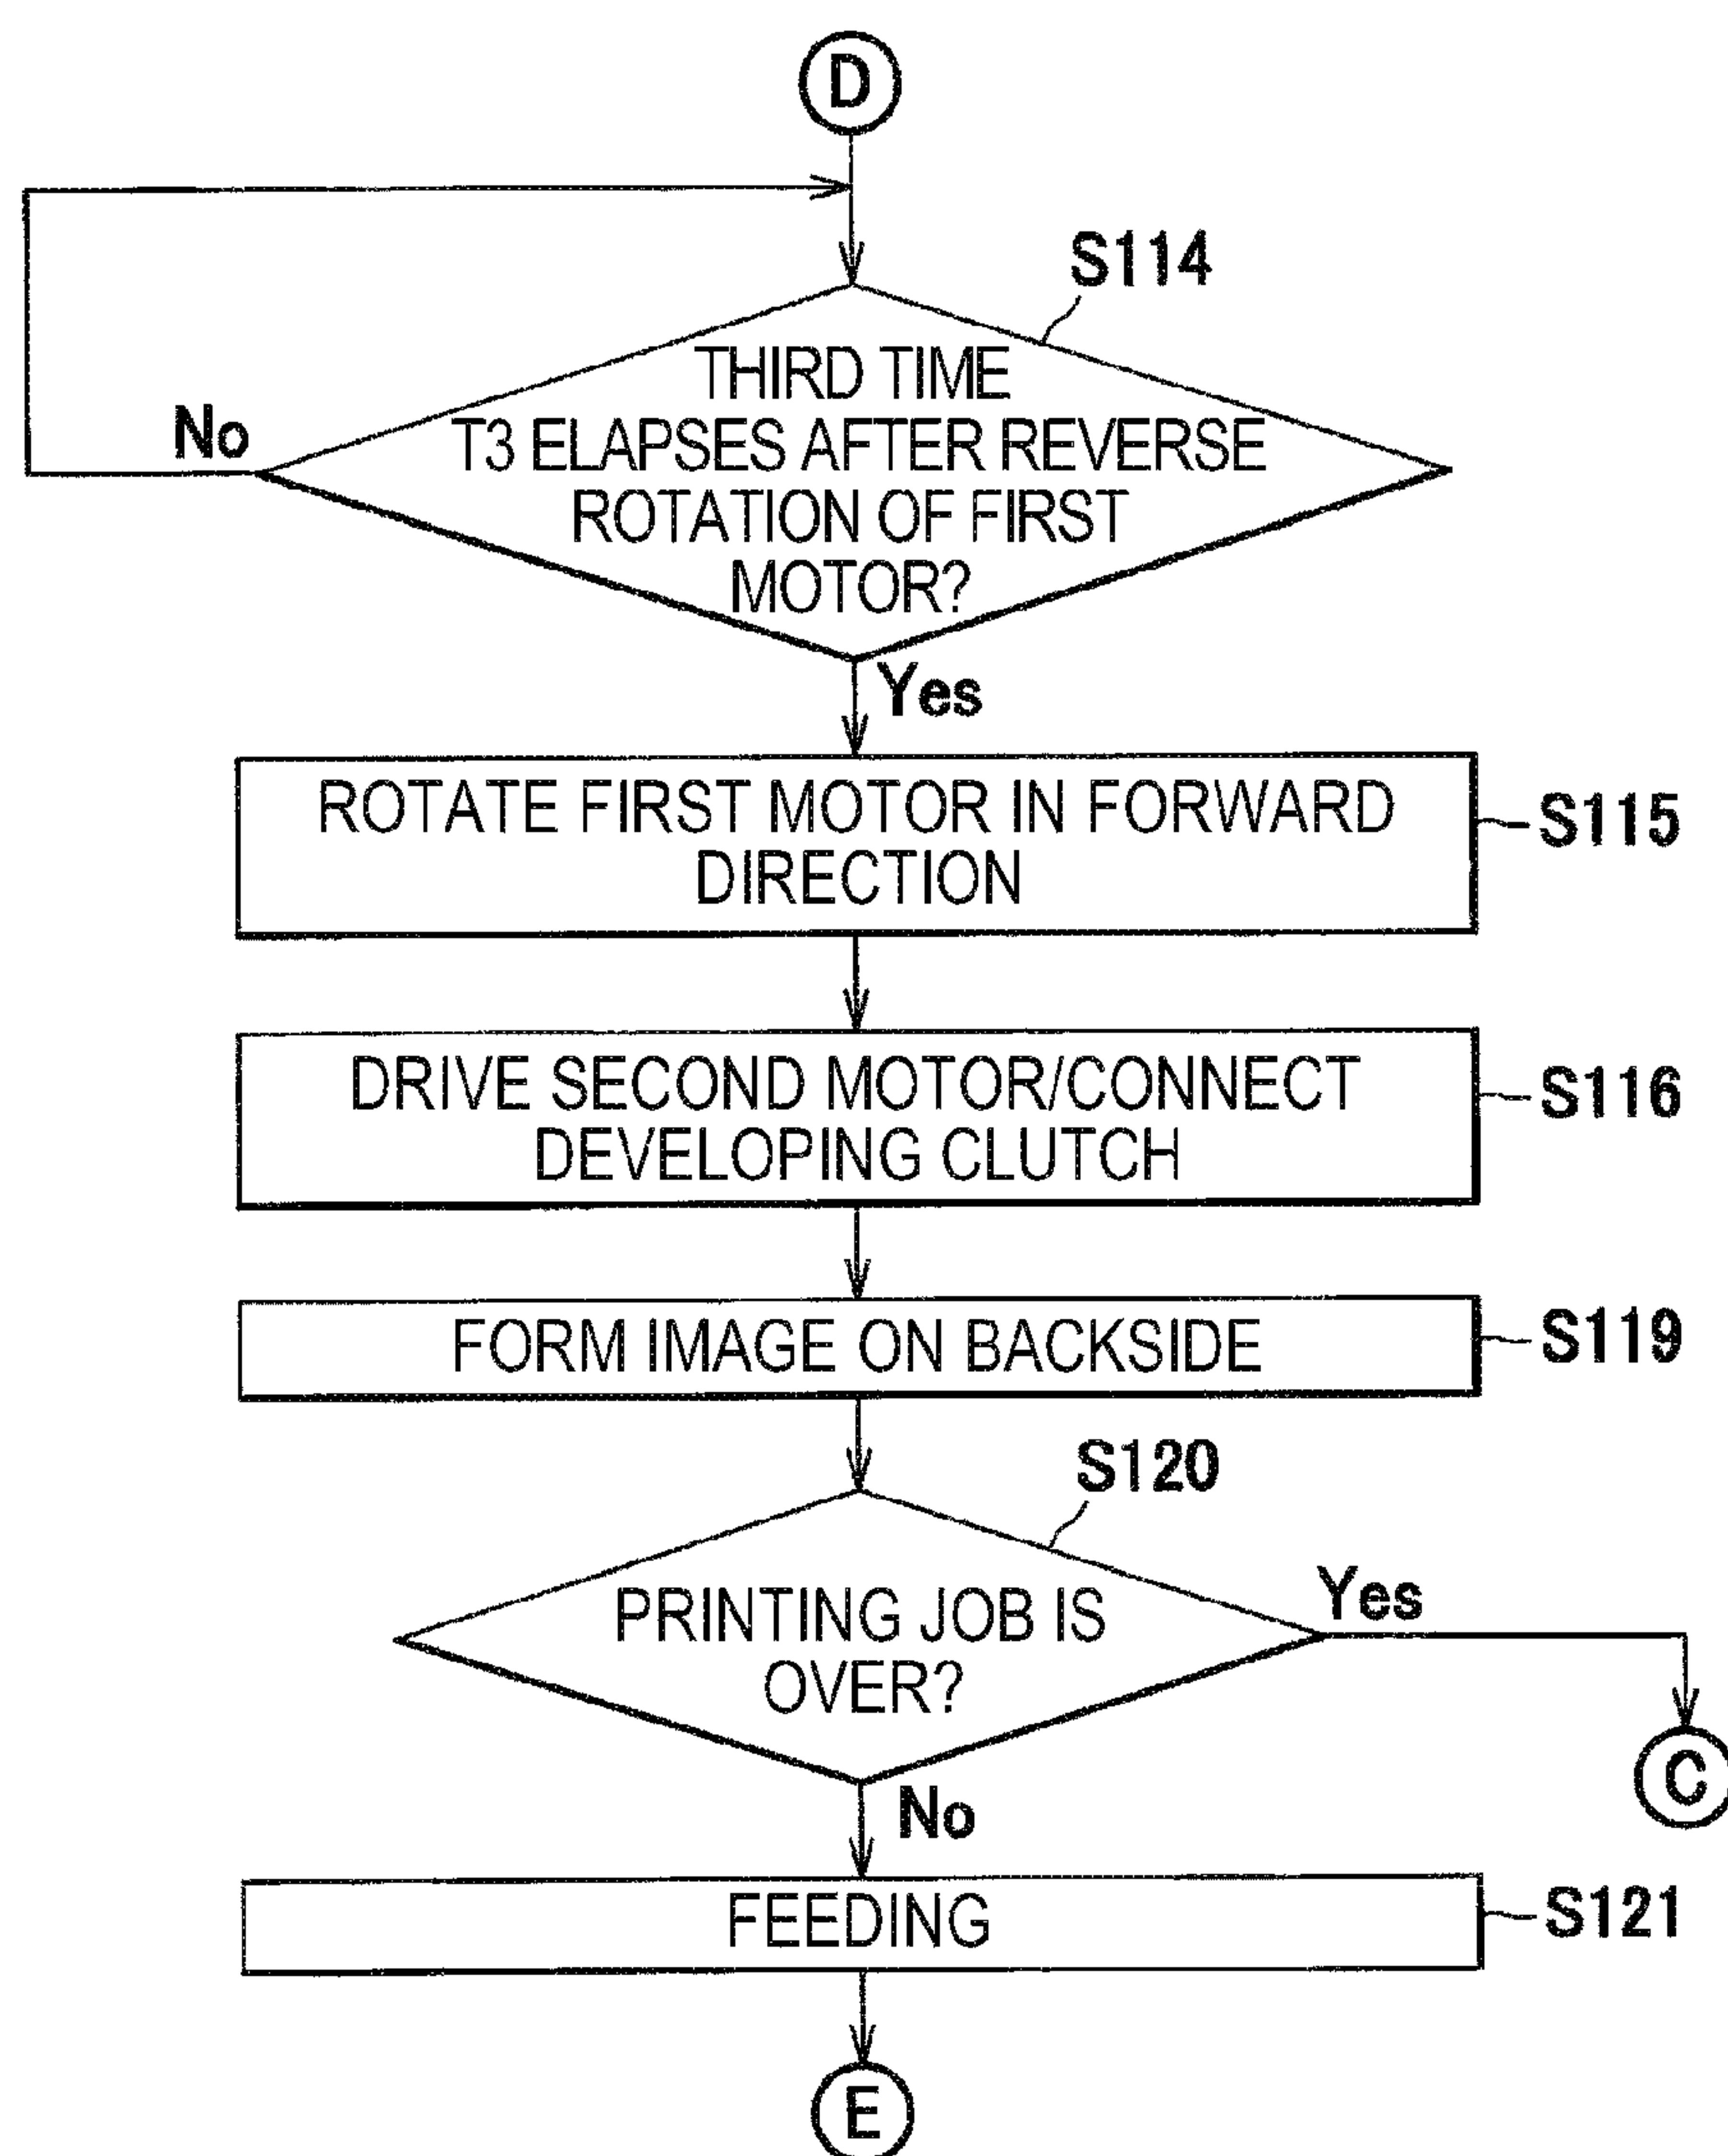 D
S114
THIRD TIME
T3 ELAPSES AFTER REVERSE
ROTATION OF FIRST
MOTOR?
No
Yes
ROTATE FIRST MOTOR IN FORWARD
DIRECTION
S115
DRIVE SECOND MOTOR/CONNECT
DEVELOPING CLUTCH
S116
FORM IMAGE ON BACKSIDE
S119
S120
PRINTING JOB IS
OVER?
Yes
C
No
FEEDING
S121
E